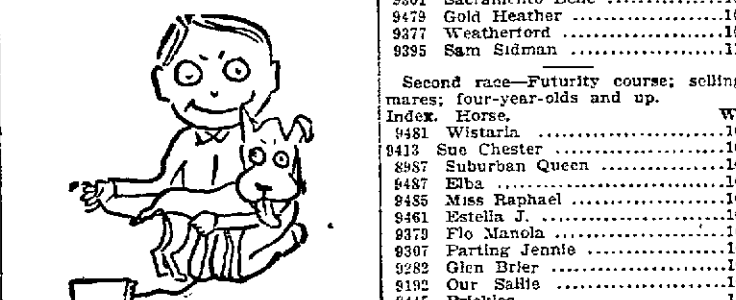 9479 Gold Heather
9377 Weatherford
9395 Sam Sidman
Second race—Futurity course; selling
mares; four-year-olds and up.
Index. Horse.
9481 Wistaria
9413 Sue Chester
8987 Suburban Queen
9487 Elba
9485 Miss Raphael
9461 Estella J.
9379 Flo Manola
9307 Parting Jennie
9282 Glen Brier
9192 Our Sallie